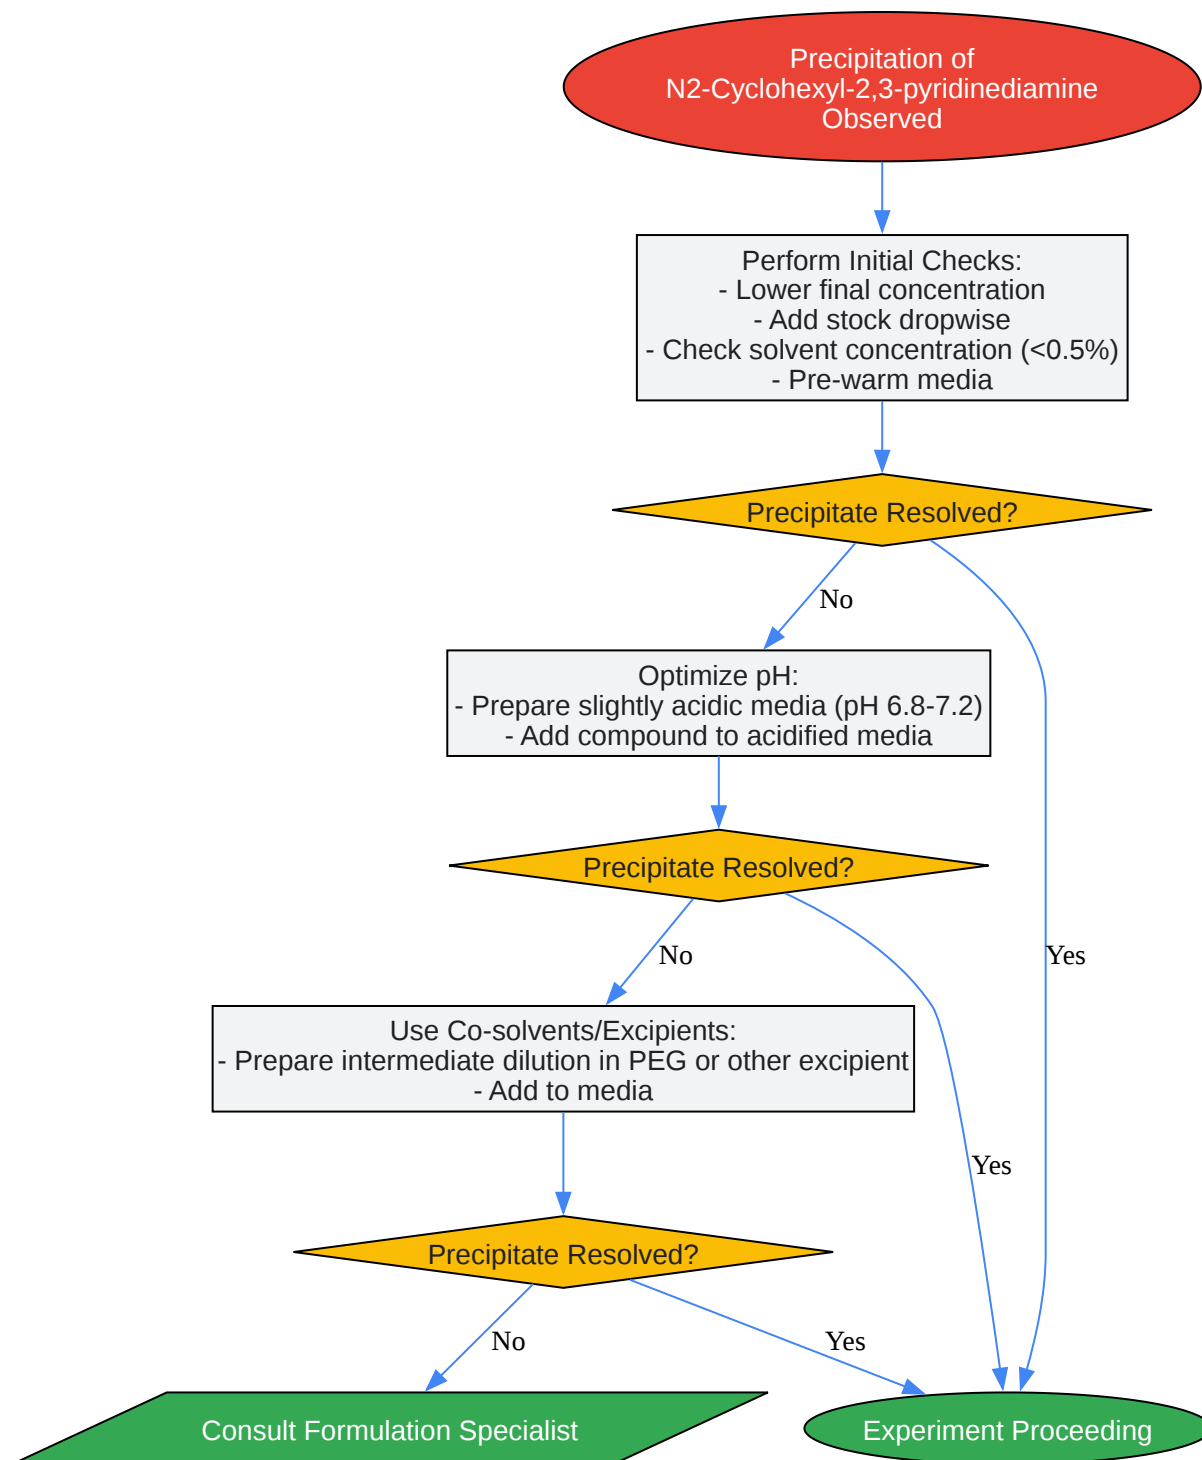 Precipitation of
N2-Cyclohexyl-2,3-pyridinediamine
Observed
Perform Initial Checks:
- Lower final concentration
- Add stock dropwise
- Check solvent concentration (<0.5%)
- Pre-warm media
Precipitate Resolved?
No
Optimize pH:
- Prepare slightly acidic media (pH 6.8-7.2)
- Add compound to acidified media
Precipitate Resolved?
No
Yes
Use Co-solvents/Excipients:
- Prepare intermediate dilution in PEG or other excipient
- Add to media
Yes
Precipitate Resolved?
No
Yes
Consult Formulation Specialist
Experiment Proceeding